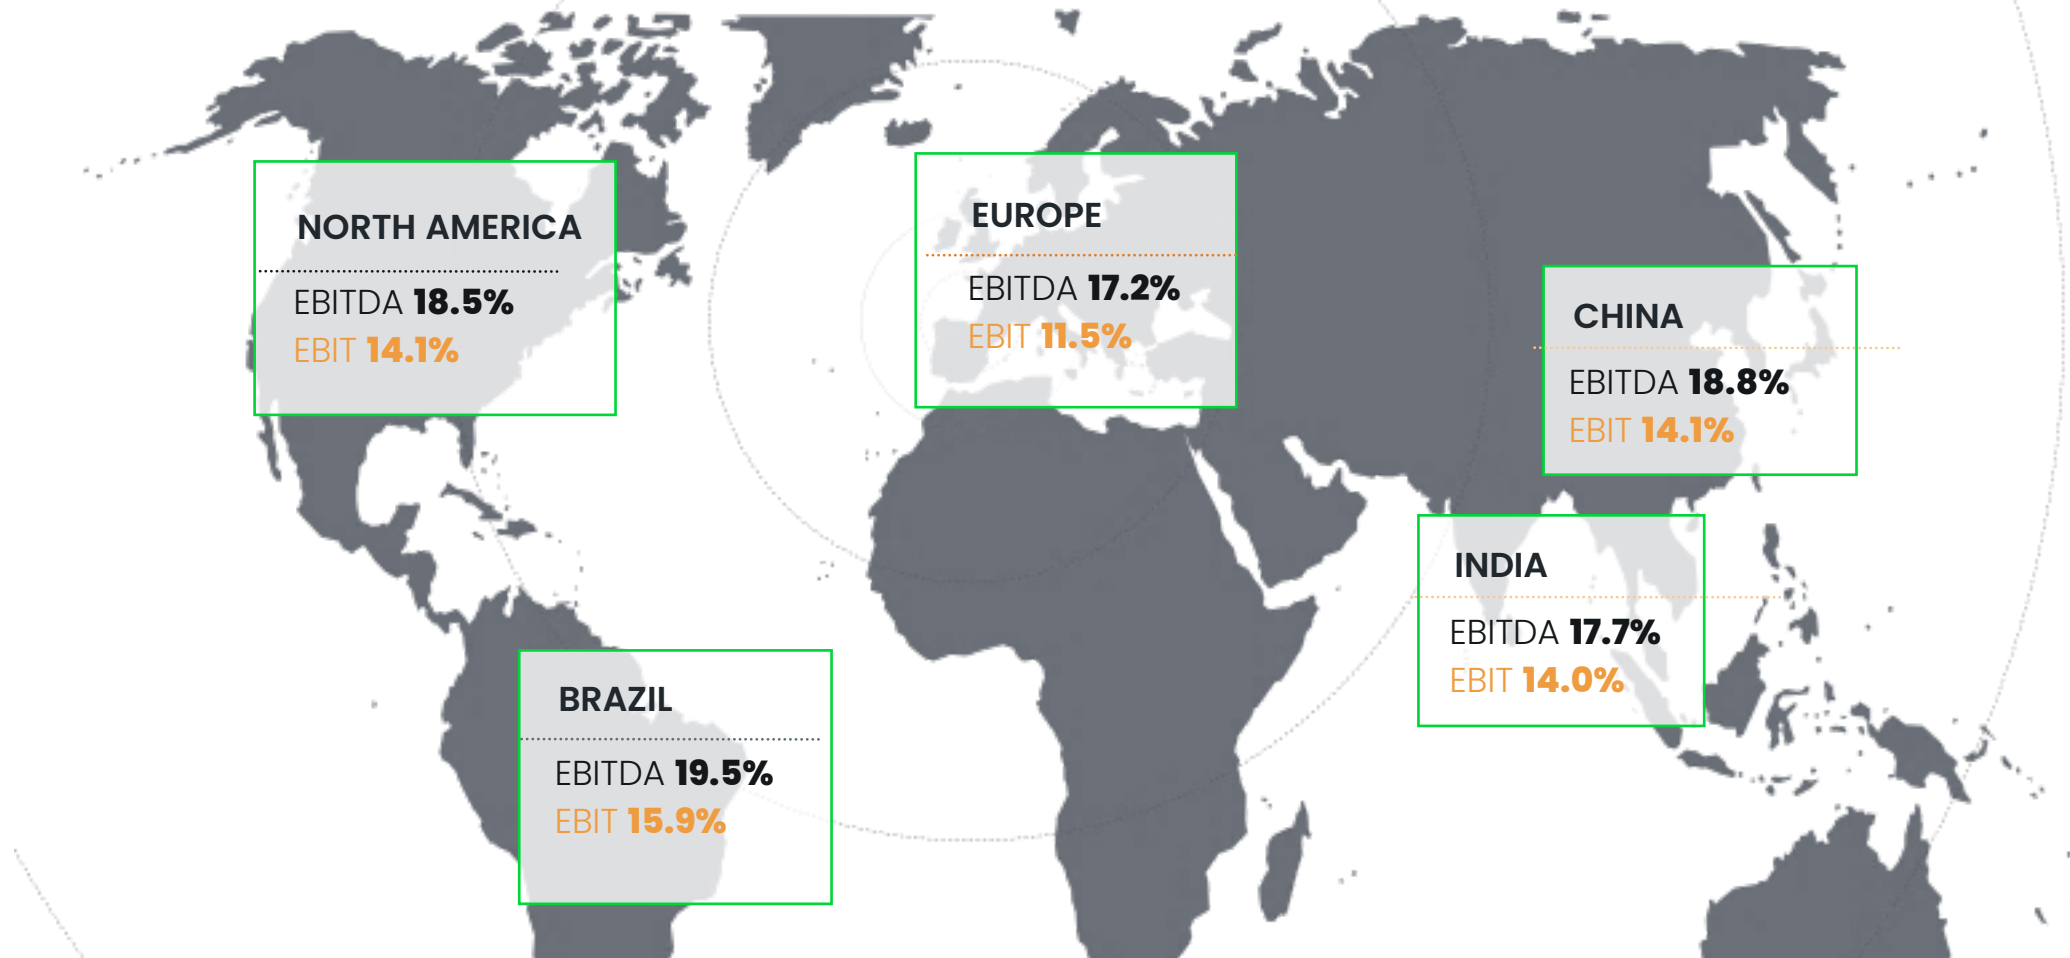 NORTH AMERICA
EBITDA 18.5%
EBIT 14.1%
EUROPE
EBITDA 17.2%
EBIT 11.5%
CHINA
EBITDA 18.8%
EBIT 14.1%
INDIA
EBITDA 17.7%
EBIT 14.0%
BRAZIL
EBITDA 19.5%
EBIT 15.9%